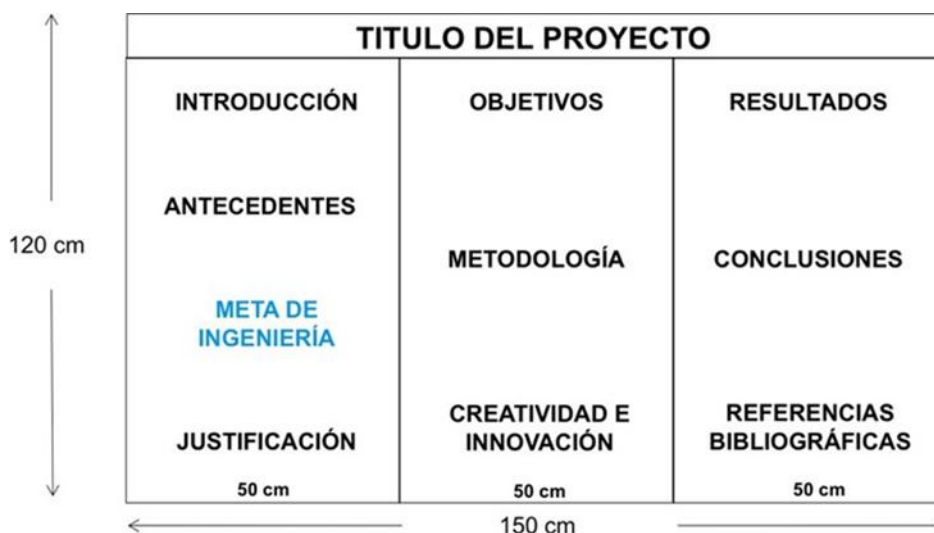 TITULO DEL PROYECTO
INTRODUCCIÓN
ANTECEDENTES
META DE
INGENIERÍA
JUSTIFICACIÓN
50 cm
OBJETIVOS
METODOLOGÍA
CREATIVIDAD E
INNOVACIÓN
50 cm
RESULTADOS
CONCLUSIONES
REFERENCIAS
BIBLIOGRÁFICAS
50 cm
120 cm
150 cm